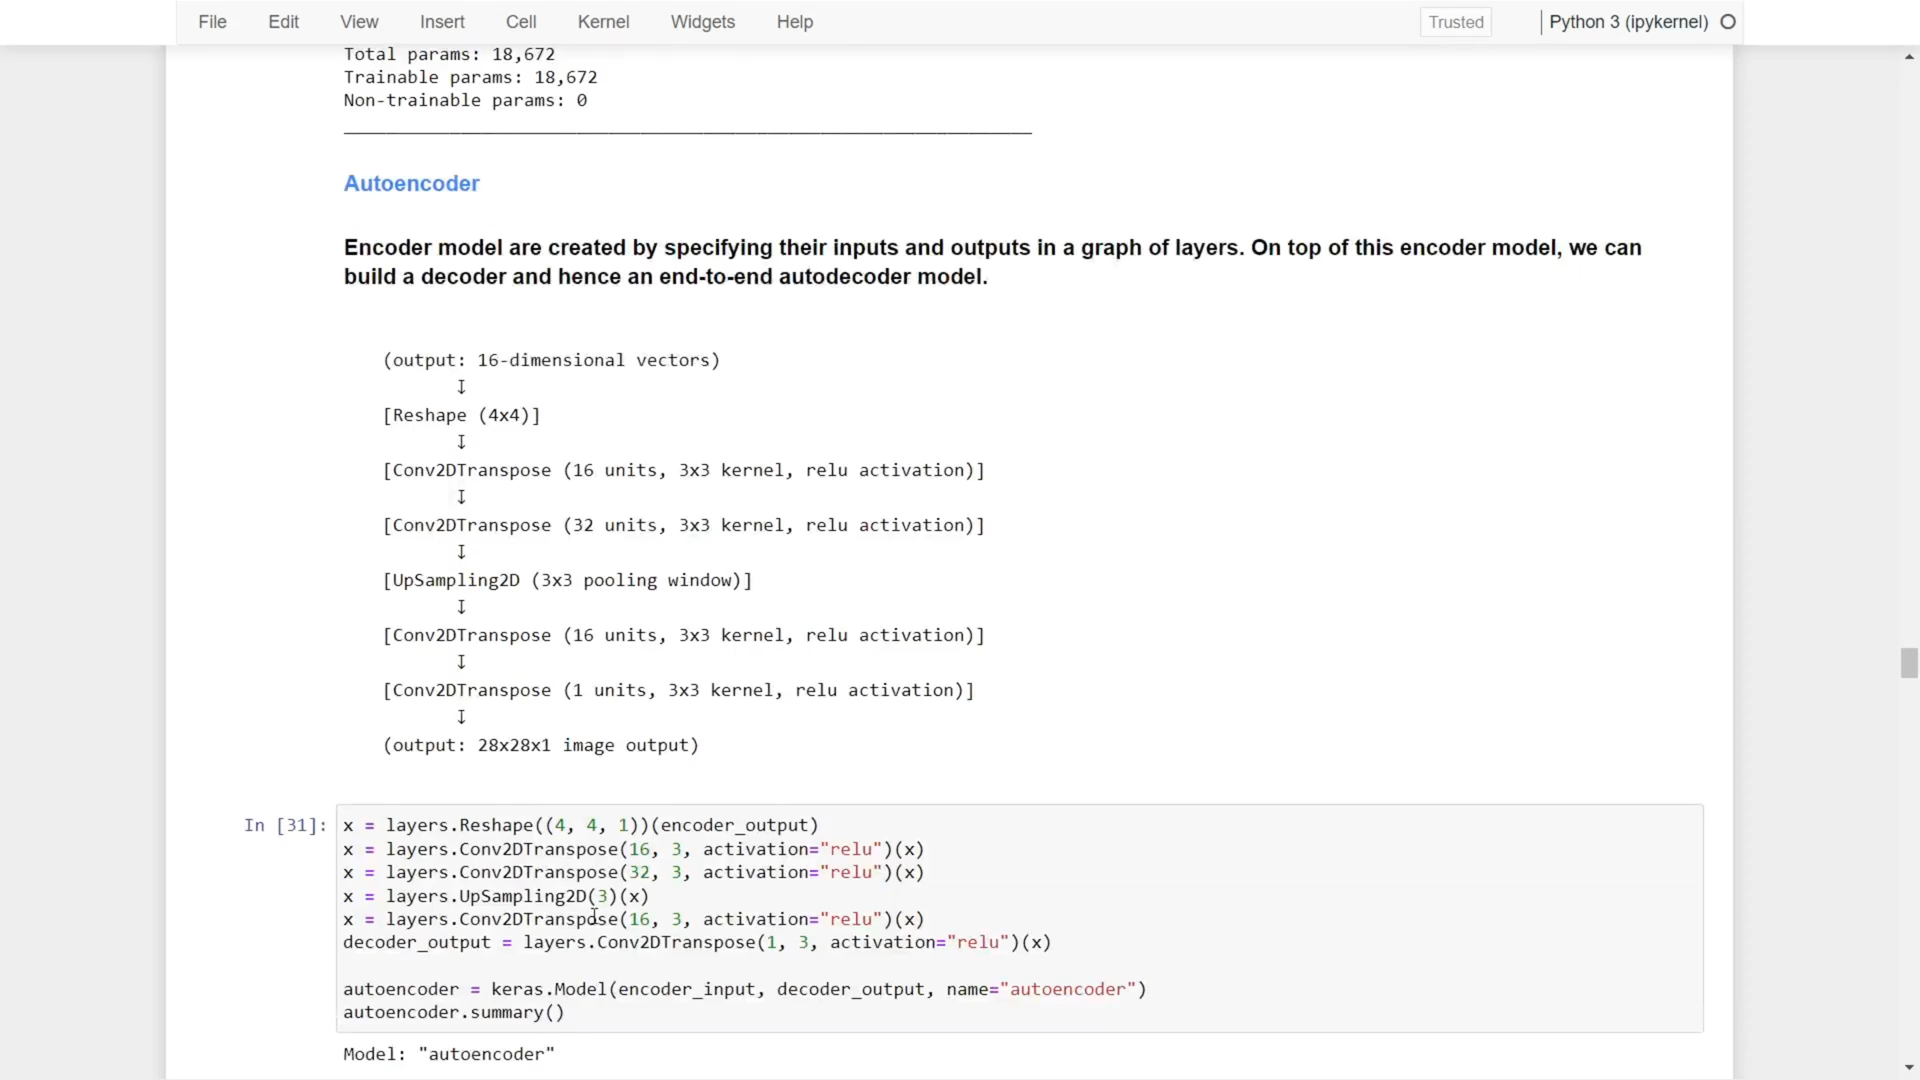 File Edit View Insert Cell Kernel Widgets Help Trusted Python 3 (ipykernel)
Total params: 18,672
Trainable params: 18,672
Non-trainable params: 0
Autoencoder
Encoder model are created by specifying their inputs and outputs in a graph of layers. On top of this encoder model, we can
build a decoder and hence an end-to-end autodecoder model.
(output: 16-dimensional vectors)
↧
[Reshape (4x4)]
↧
[Conv2DTranspose (16 units, 3x3 kernel, relu activation)]
↧
[Conv2DTranspose (32 units, 3x3 kernel, relu activation)]
↧
[UpSampling2D (3x3 pooling window)]
↧
[Conv2DTranspose (16 units, 3x3 kernel, relu activation)]
↧
[Conv2DTranspose (1 units, 3x3 kernel, relu activation)]
↧
(output: 28x28x1 image output)
In [31]: x = layers.Reshape((4, 4, 1))(encoder_output)
x = layers.Conv2DTranspose(16, 3, activation="relu")(x)
x = layers.Conv2DTranspose(32, 3, activation="relu")(x)
x = layers.UpSampling2D(3)(x)
x = layers.Conv2DTranspose(16, 3, activation="relu")(x)
decoder_output = layers.Conv2DTranspose(1, 3, activation="relu")(x)
autoencoder = keras.Model(encoder_input, decoder_output, name="autoencoder")
autoencoder.summary()
Model: "autoencoder"